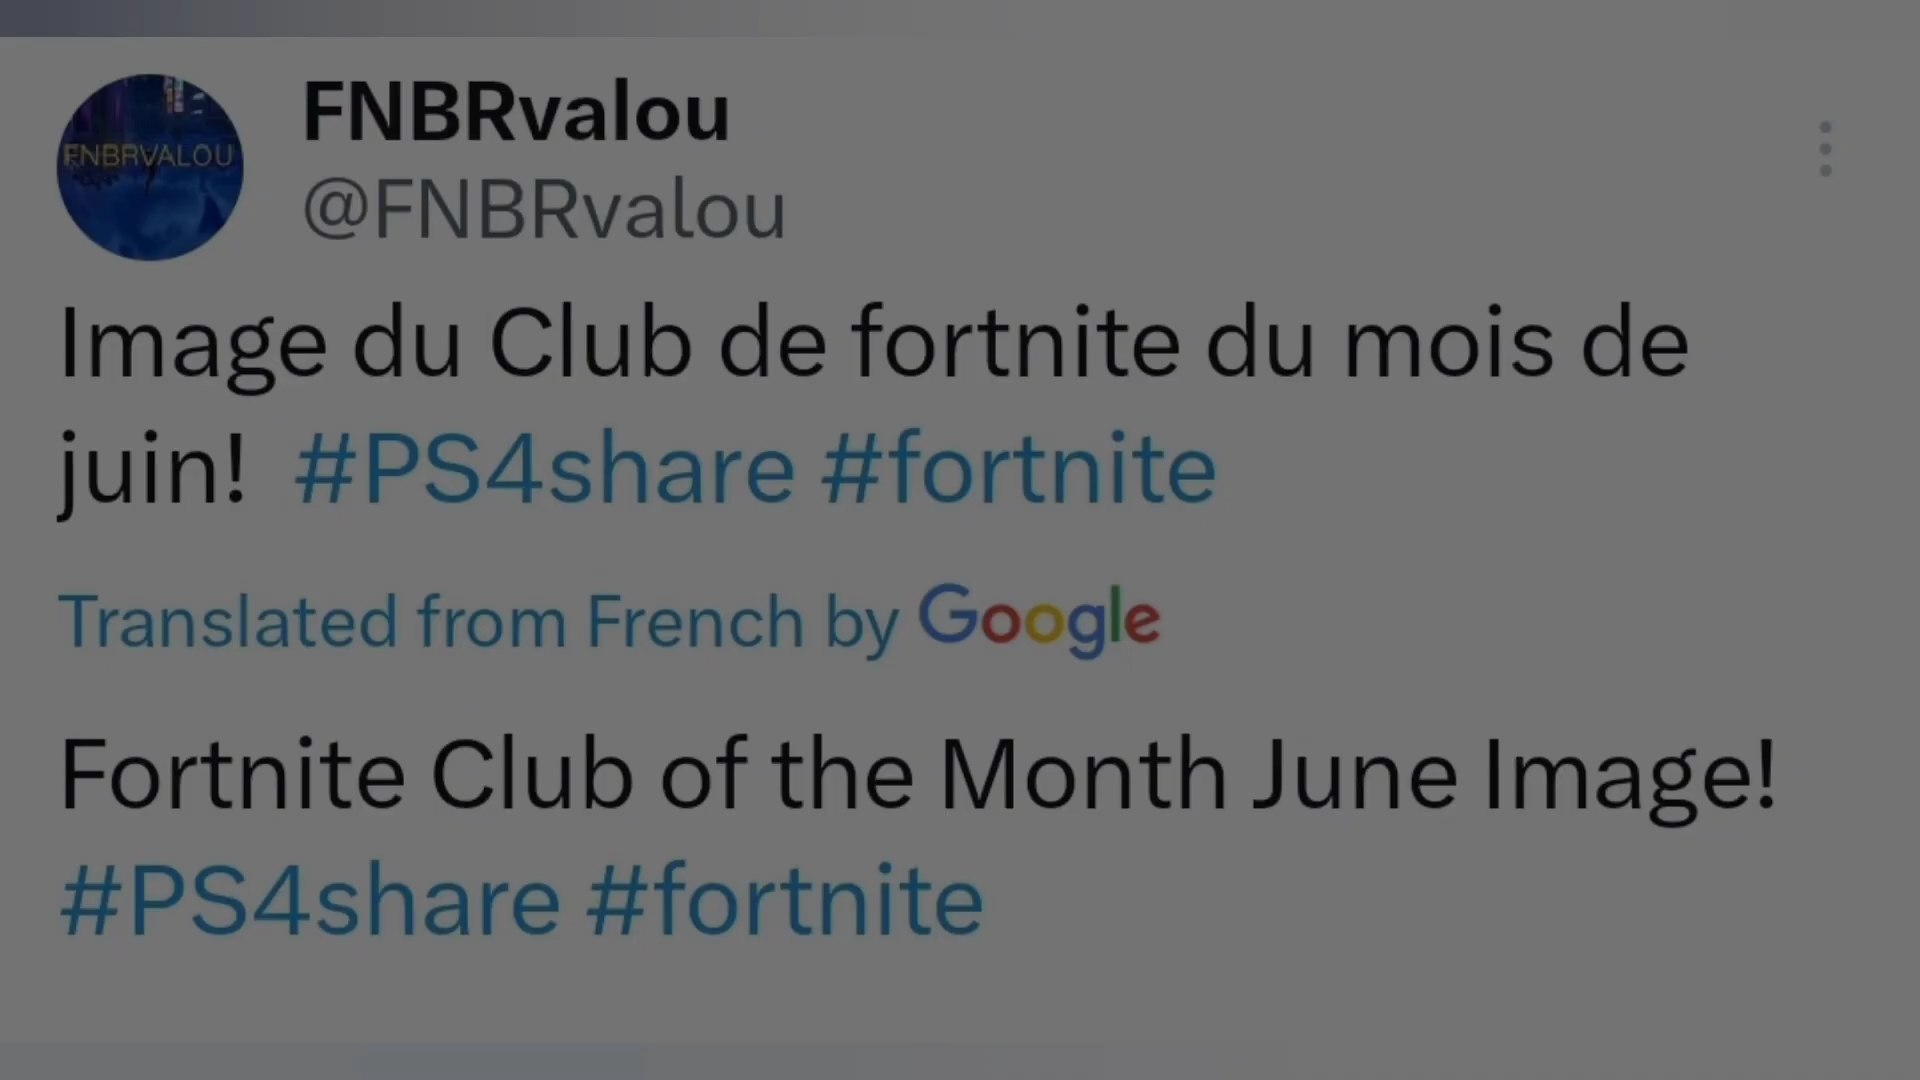 FNBRVALOU
FNBRvalou
@FNBRvalou
Image du Club de fortnite du mois de
juin! #PS4share #fortnite
Translated from French by Google
Fortnite Club of the Month June Image!
#PS4share #fortnite